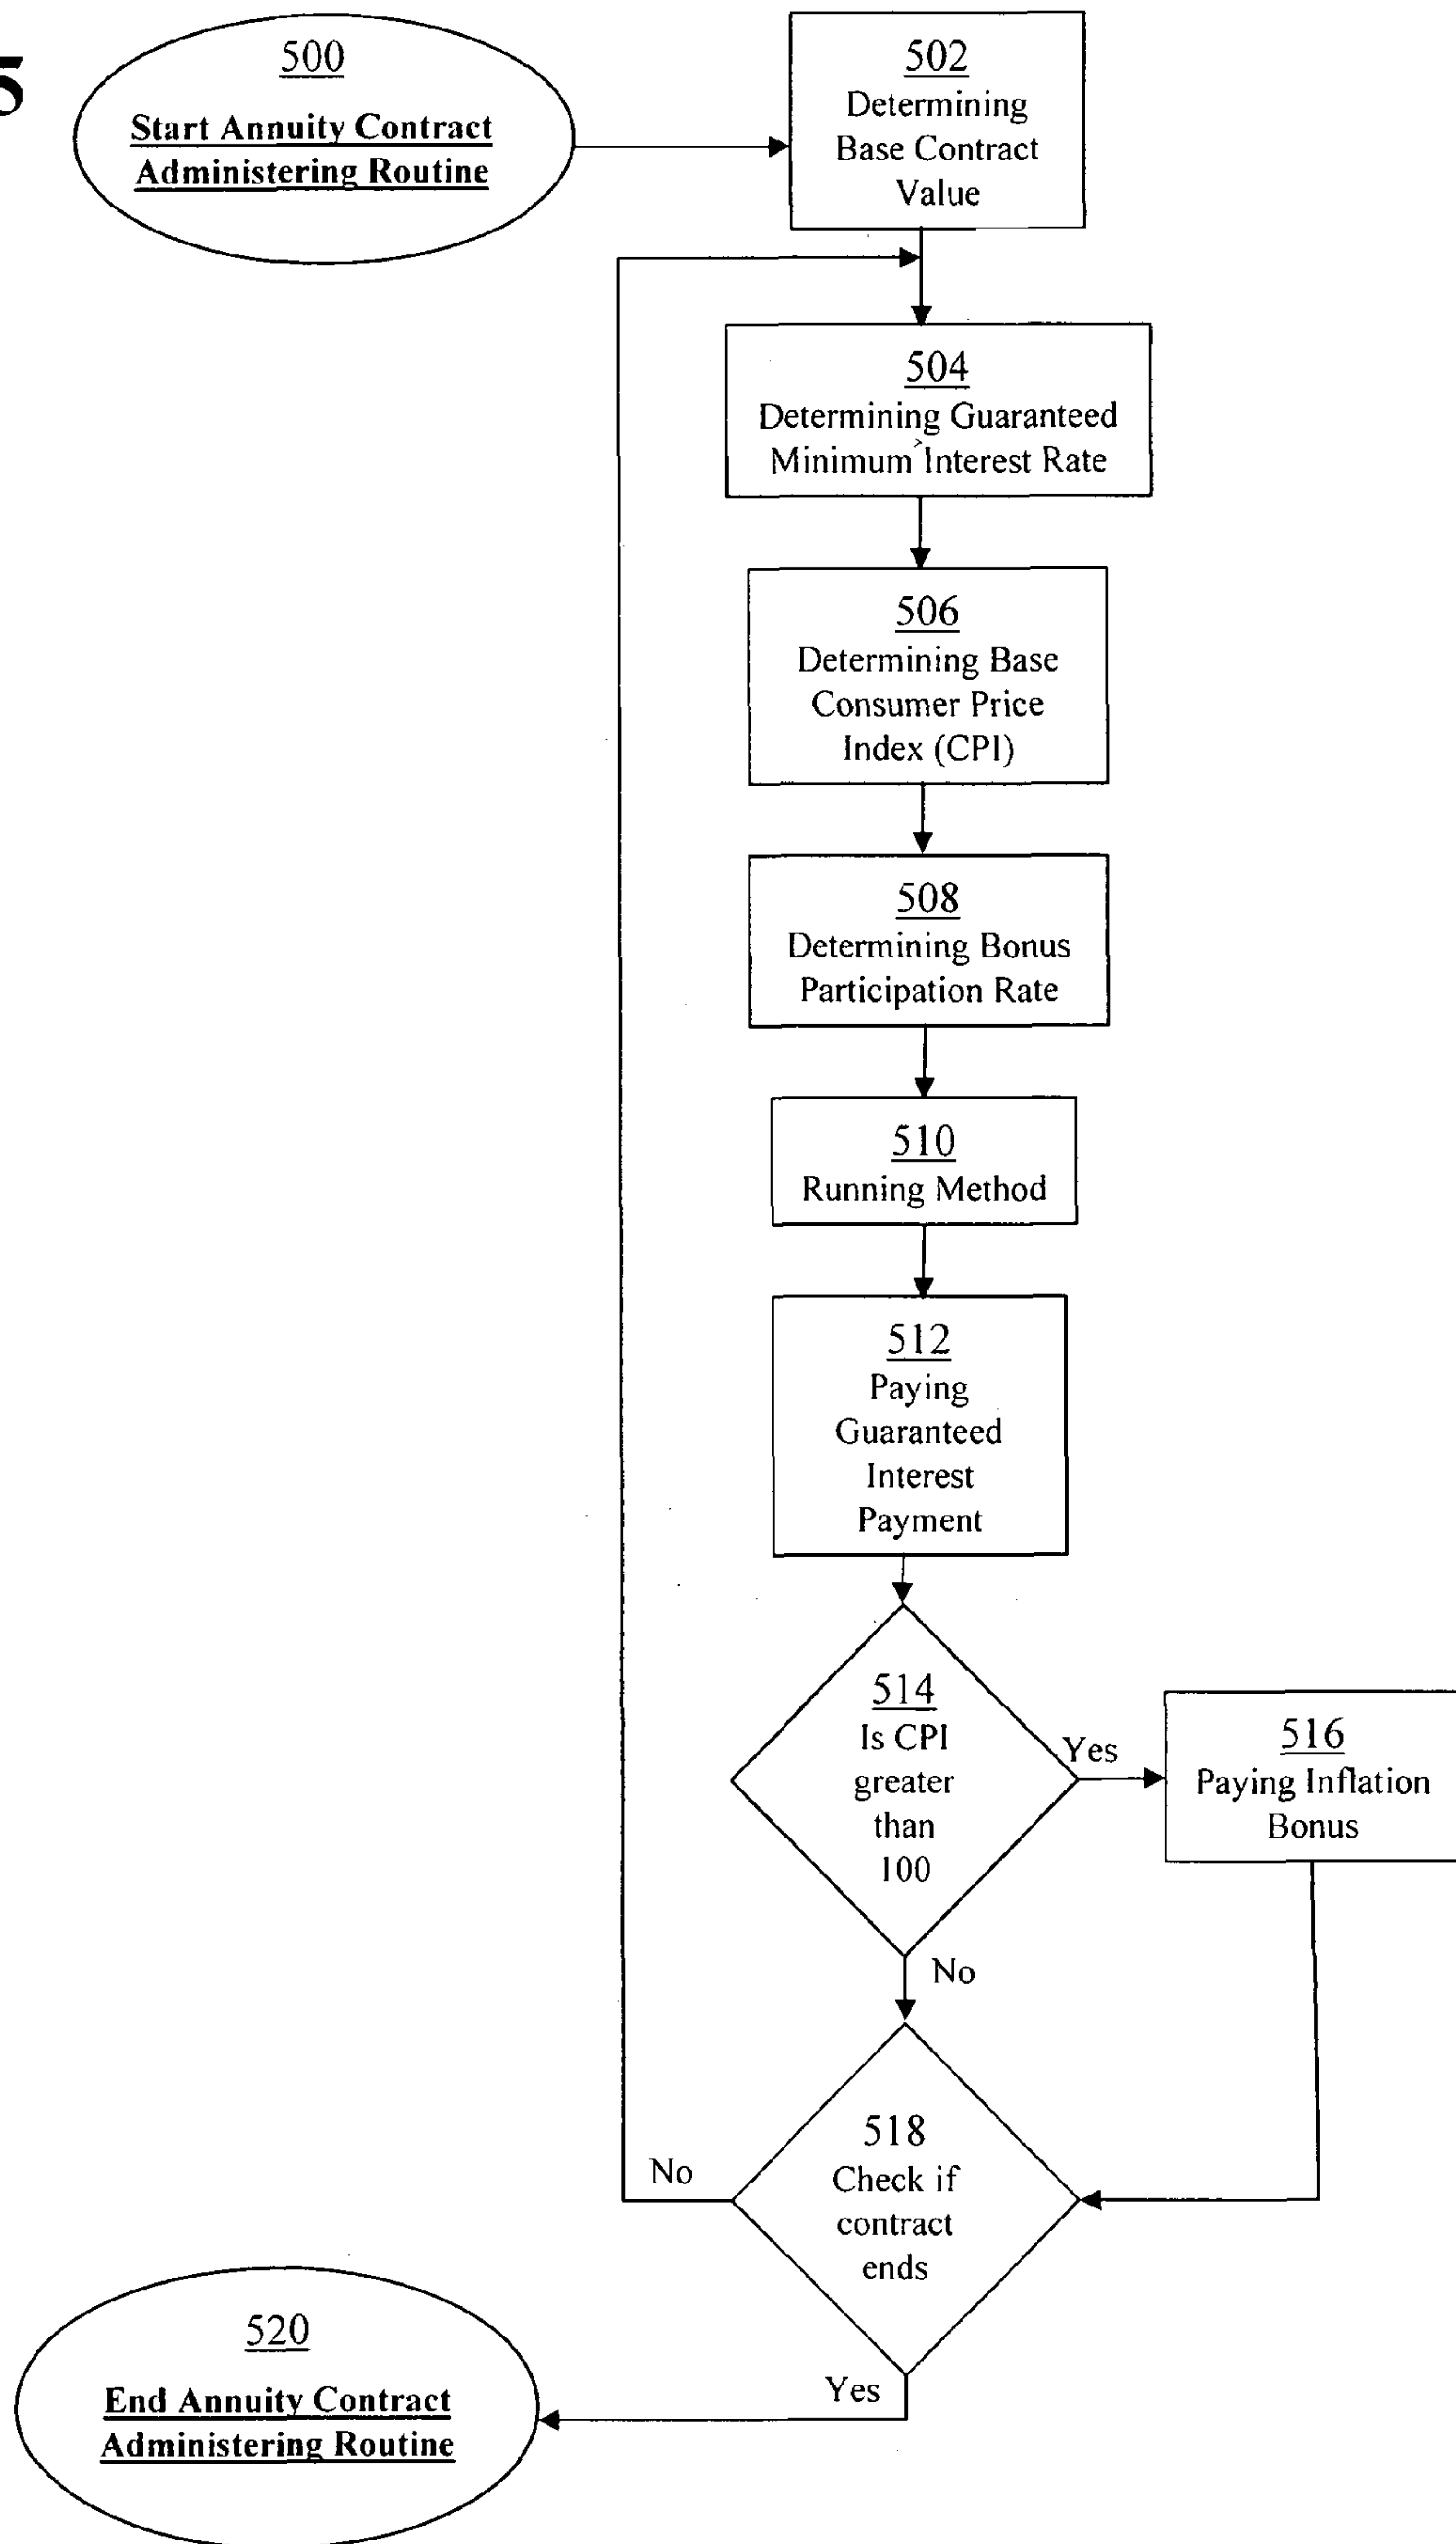 5
500
Start Annuity Contract
Administering Routine
502
Determining
Base Contract
Value
504
Determining Guaranteed
Minimum Interest Rate
506
Determining Base
Consumer Price
Index (CPI)
508
Determining Bonus
Participation Rate
510
Running Method
512
Paying
Guaranteed
Interest
Payment
514
Is CPI
greater
than
100
Yes
516
Paying Inflation
Bonus
No
518
Check if
contract
ends
No
Yes
520
End Annuity Contract
Administering Routine